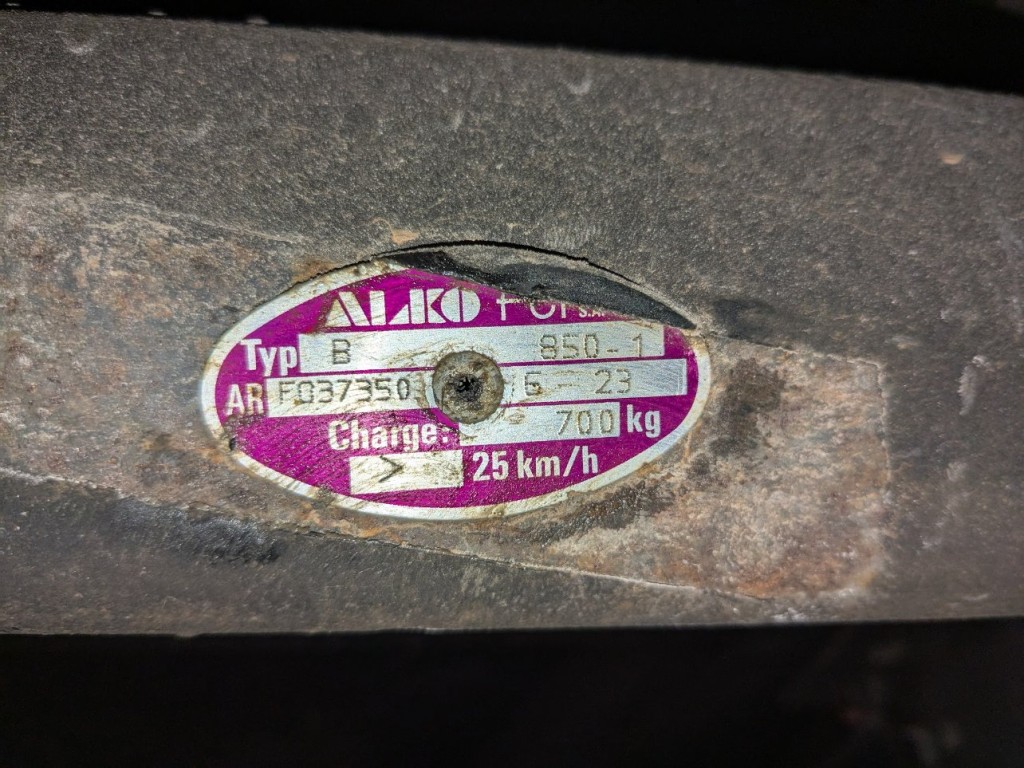 ALKO S.A.
Typ B 850-1
AR F037350 6 - 23
Charge: 700 kg
> 25 km/h